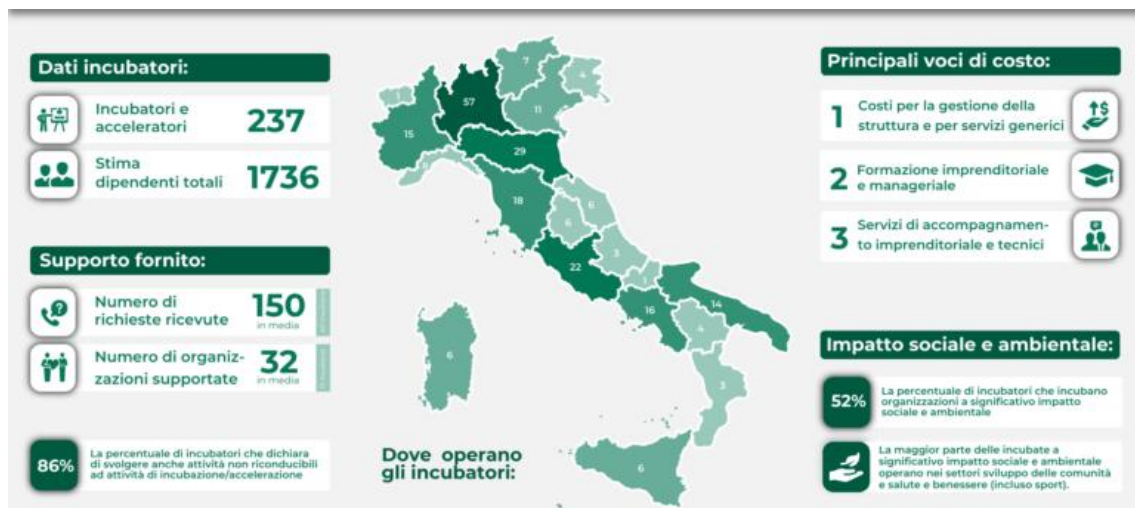 Dati incubatori:
Incubatori e
acceleratori
237
Stima
dipendenti totali
1736
Supporto fornito:
Numero di
richieste ricevute
150
in media
Numero di organiz-
zazioni supportate
32
in media
86%
La percentuale di incubatori che dichiara
di svolgere anche attività non riconducibili
ad attività di incubazione/accelerazione
1
7
4
57
11
15
29
18
6
6
3
22
1
16
14
4
6
3
6
Dove operano
gli incubatori:
Principali voci di costo:
1
Costi per la gestione della
struttura e per servizi generici
2
Formazione imprenditoriale
e manageriale
3
Servizi di accompagnamen-
to imprenditoriale e tecnici
Impatto sociale e ambientale:
52%
La percentuale di incubatori che incubano
organizzazioni a significativo impatto
sociale e ambientale
La maggior parte delle incubate a
significativo impatto sociale e ambientale
operano nei settori sviluppo delle comunità
e salute e benessere (incluso sport).